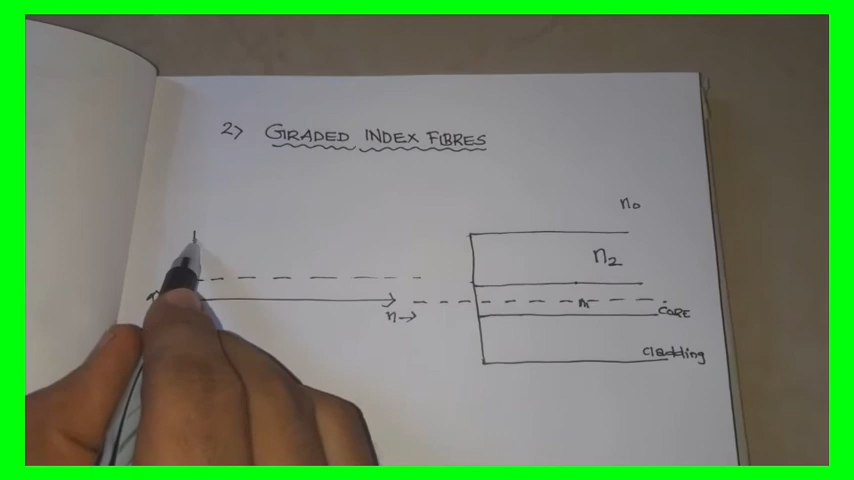 2> GRADED INDEX FIBRES
n₀
n₂
n→
CORE
cladding